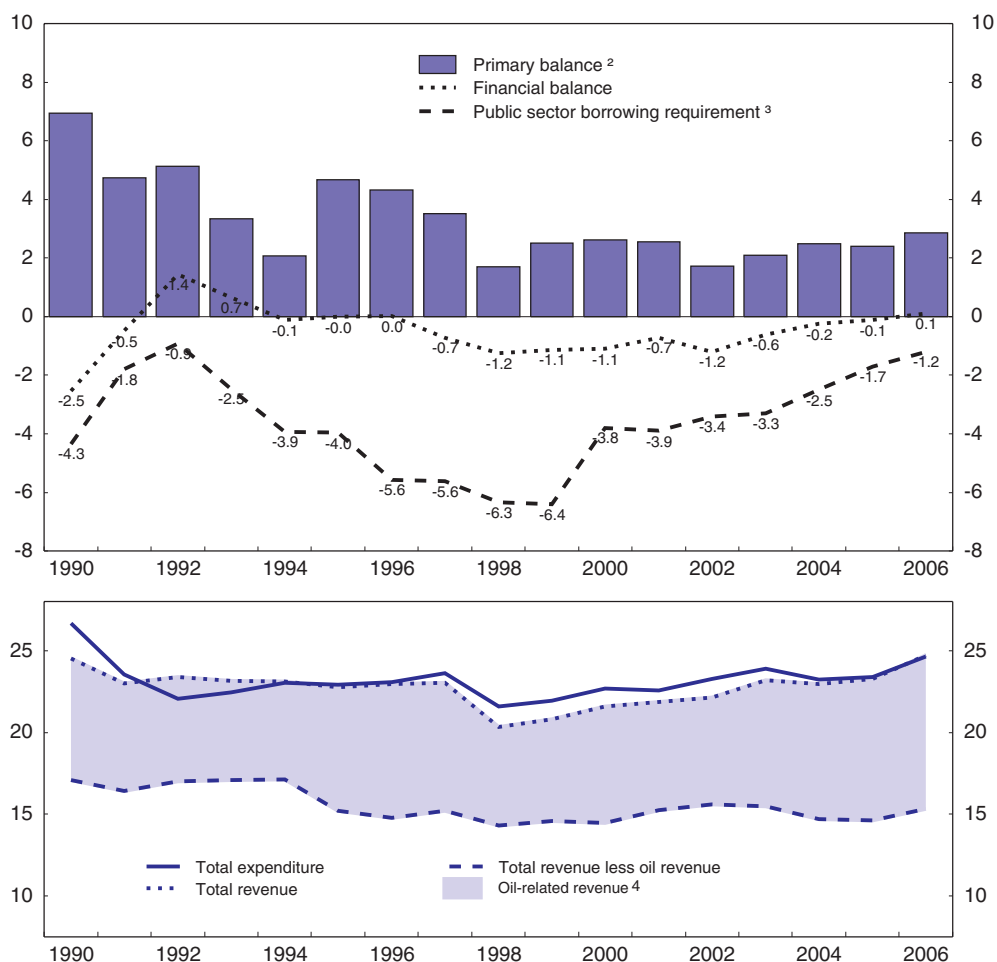 10 10
Primary balance ²
Financial balance
Public sector borrowing requirement ³
8 8
6 6
4 4
2 2
0 0
-2 -2
-4 -4
-6 -6
-8 -8
-2.5 -0.5 1.4 0.7 -0.1 -0.0 0.0 -0.7 -1.2 -1.1 -1.1 -0.7 -1.2 -0.6 -0.2 -0.1 0.1
-4.3 -1.8 -0.9 -2.5 -3.9 -4.0 -5.6 -5.6 -6.3 -6.4 -3.8 -3.9 -3.4 -3.3 -2.5 -1.7 -1.2
1990 1992 1994 1996 1998 2000 2002 2004 2006
25 25
20 20
15 15
10 10
Total expenditure
Total revenue
Total revenue less oil revenue
Oil-related revenue 4
1990 1992 1994 1996 1998 2000 2002 2004 2006